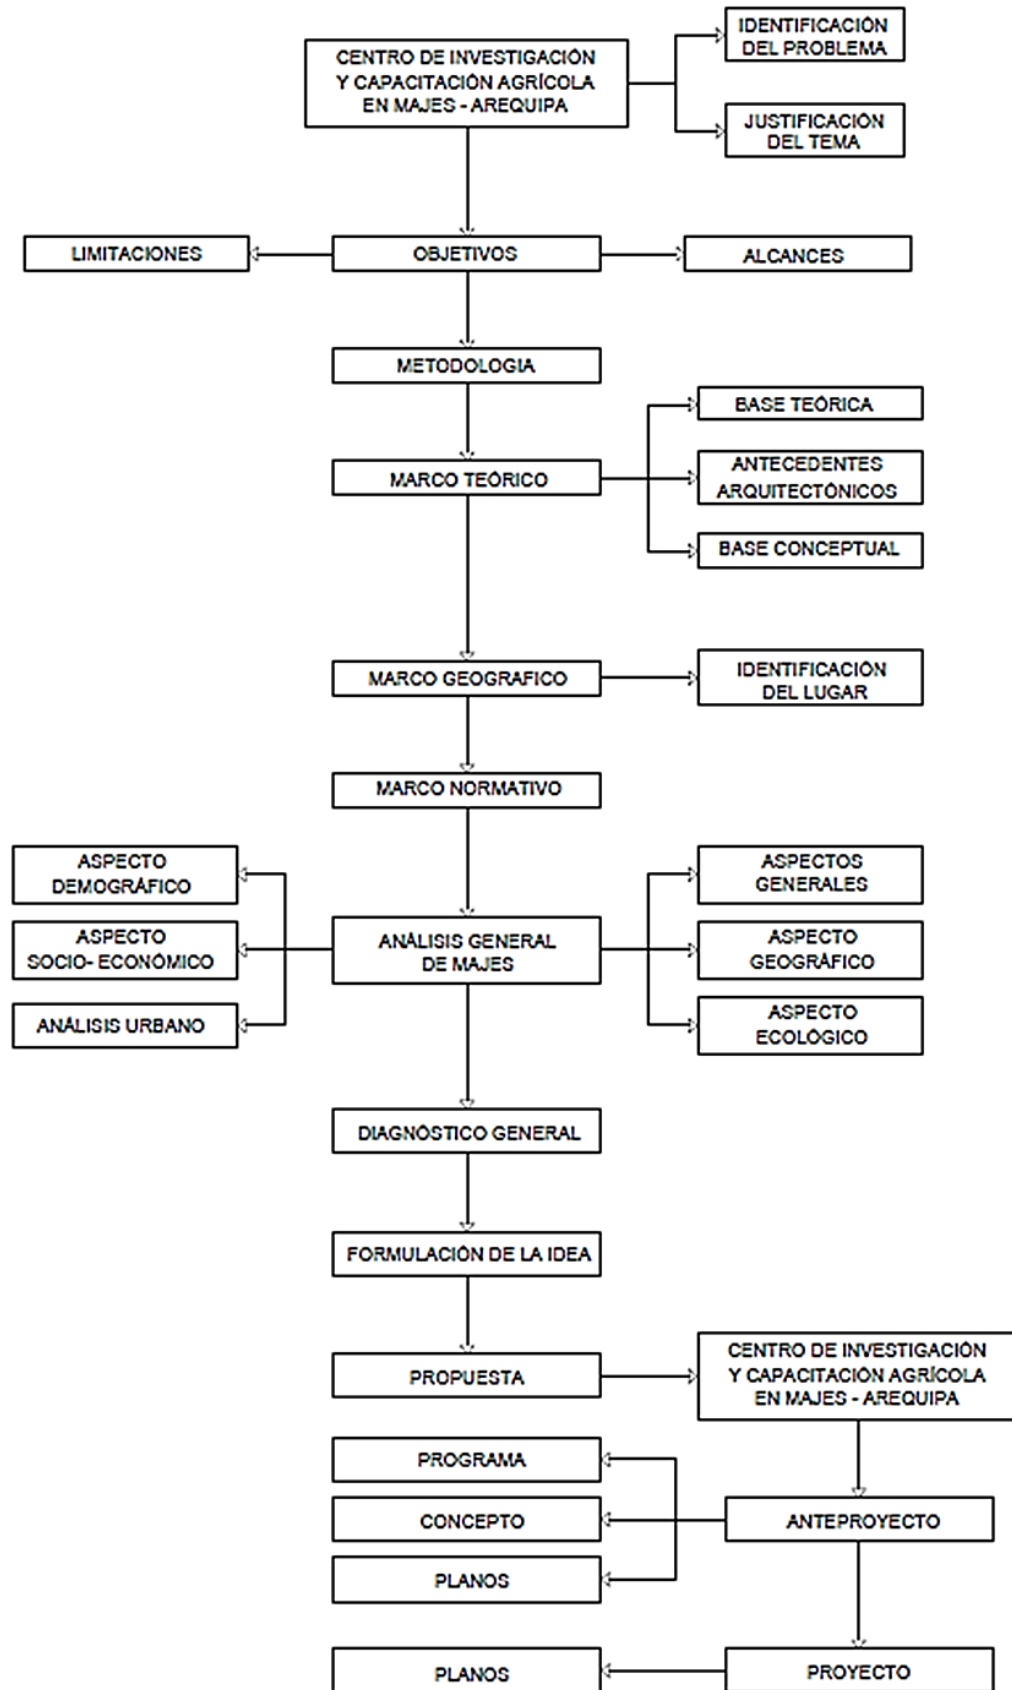 IDENTIFICACIÓN
DEL PROBLEMA
CENTRO DE INVESTIGACIÓN
Y CAPACITACIÓN AGRÍCOLA
EN MAJES - AREQUIPA
JUSTIFICACIÓN
DEL TEMA
LIMITACIONES
OBJETIVOS
ALCANCES
METODOLOGIA
BASE TEÓRICA
MARCO TEÓRICO
ANTECEDENTES
ARQUITECTÓNICOS
BASE CONCEPTUAL
MARCO GEOGRAFICO
IDENTIFICACIÓN
DEL LUGAR
MARCO NORMATIVO
ASPECTO
DEMOGRÁFICO
ASPECTOS
GENERALES
ASPECTO
SOCIO- ECONÓMICO
ANÁLISIS GENERAL
DE MAJES
ASPECTO
GEOGRÁFICO
ANÁLISIS URBANO
ASPECTO
ECOLÓGICO
DIAGNÓSTICO GENERAL
FORMULACIÓN DE LA IDEA
PROPUESTA
CENTRO DE INVESTIGACIÓN
Y CAPACITACIÓN AGRÍCOLA
EN MAJES - AREQUIPA
PROGRAMA
CONCEPTO
ANTEPROYECTO
PLANOS
PLANOS
PROYECTO